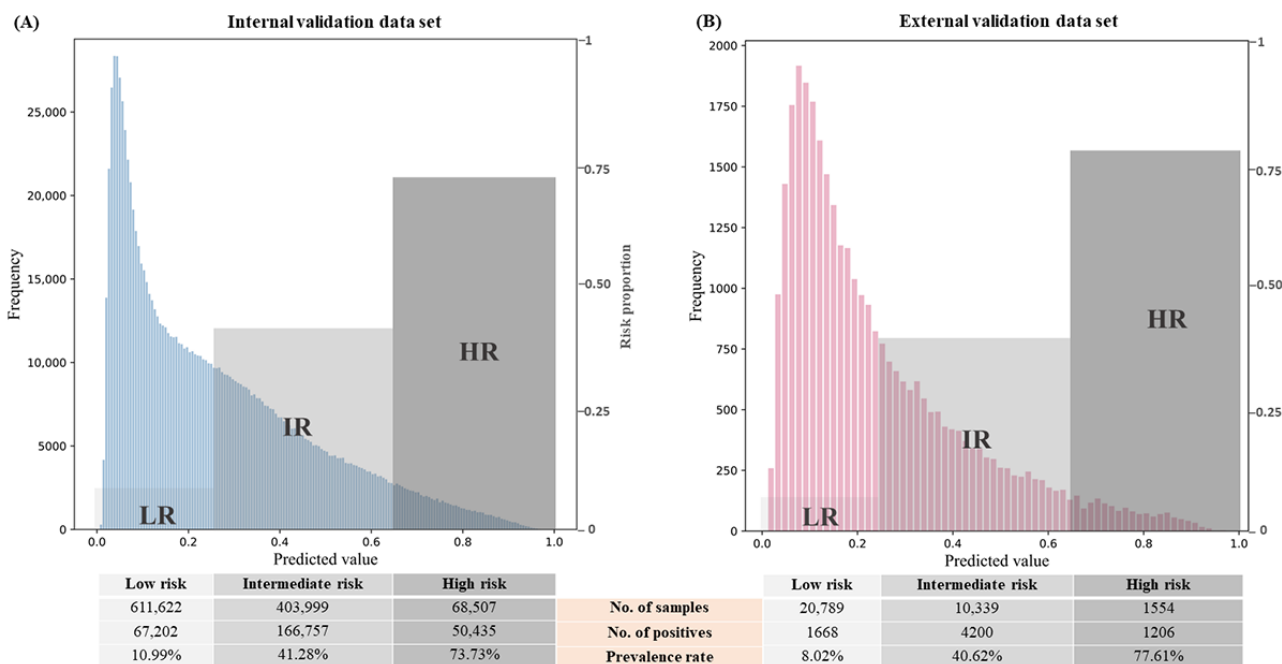 (A)
Internal validation data set
25,000
20,000
15,000
10,000
5000
0
Frequency
0.0
0.2
0.4
0.6
0.8
1.0
Predicted value
1
0.75
0.50
0.25
0
Risk proportion
LR
IR
HR
(B)
External validation data set
2000
1750
1500
1250
1000
750
500
250
0
Frequency
0.0
0.2
0.4
0.6
0.8
1.0
Predicted value
1
0.75
0.50
0.25
0
LR
IR
HR
Low risk Intermediate risk High risk Low risk Intermediate risk High risk
611,622 403,999 68,507 No. of samples 20,789 10,339 1554
67,202 166,757 50,435 No. of positives 1668 4200 1206
10.99% 41.28% 73.73% Prevalence rate 8.02% 40.62% 77.61%